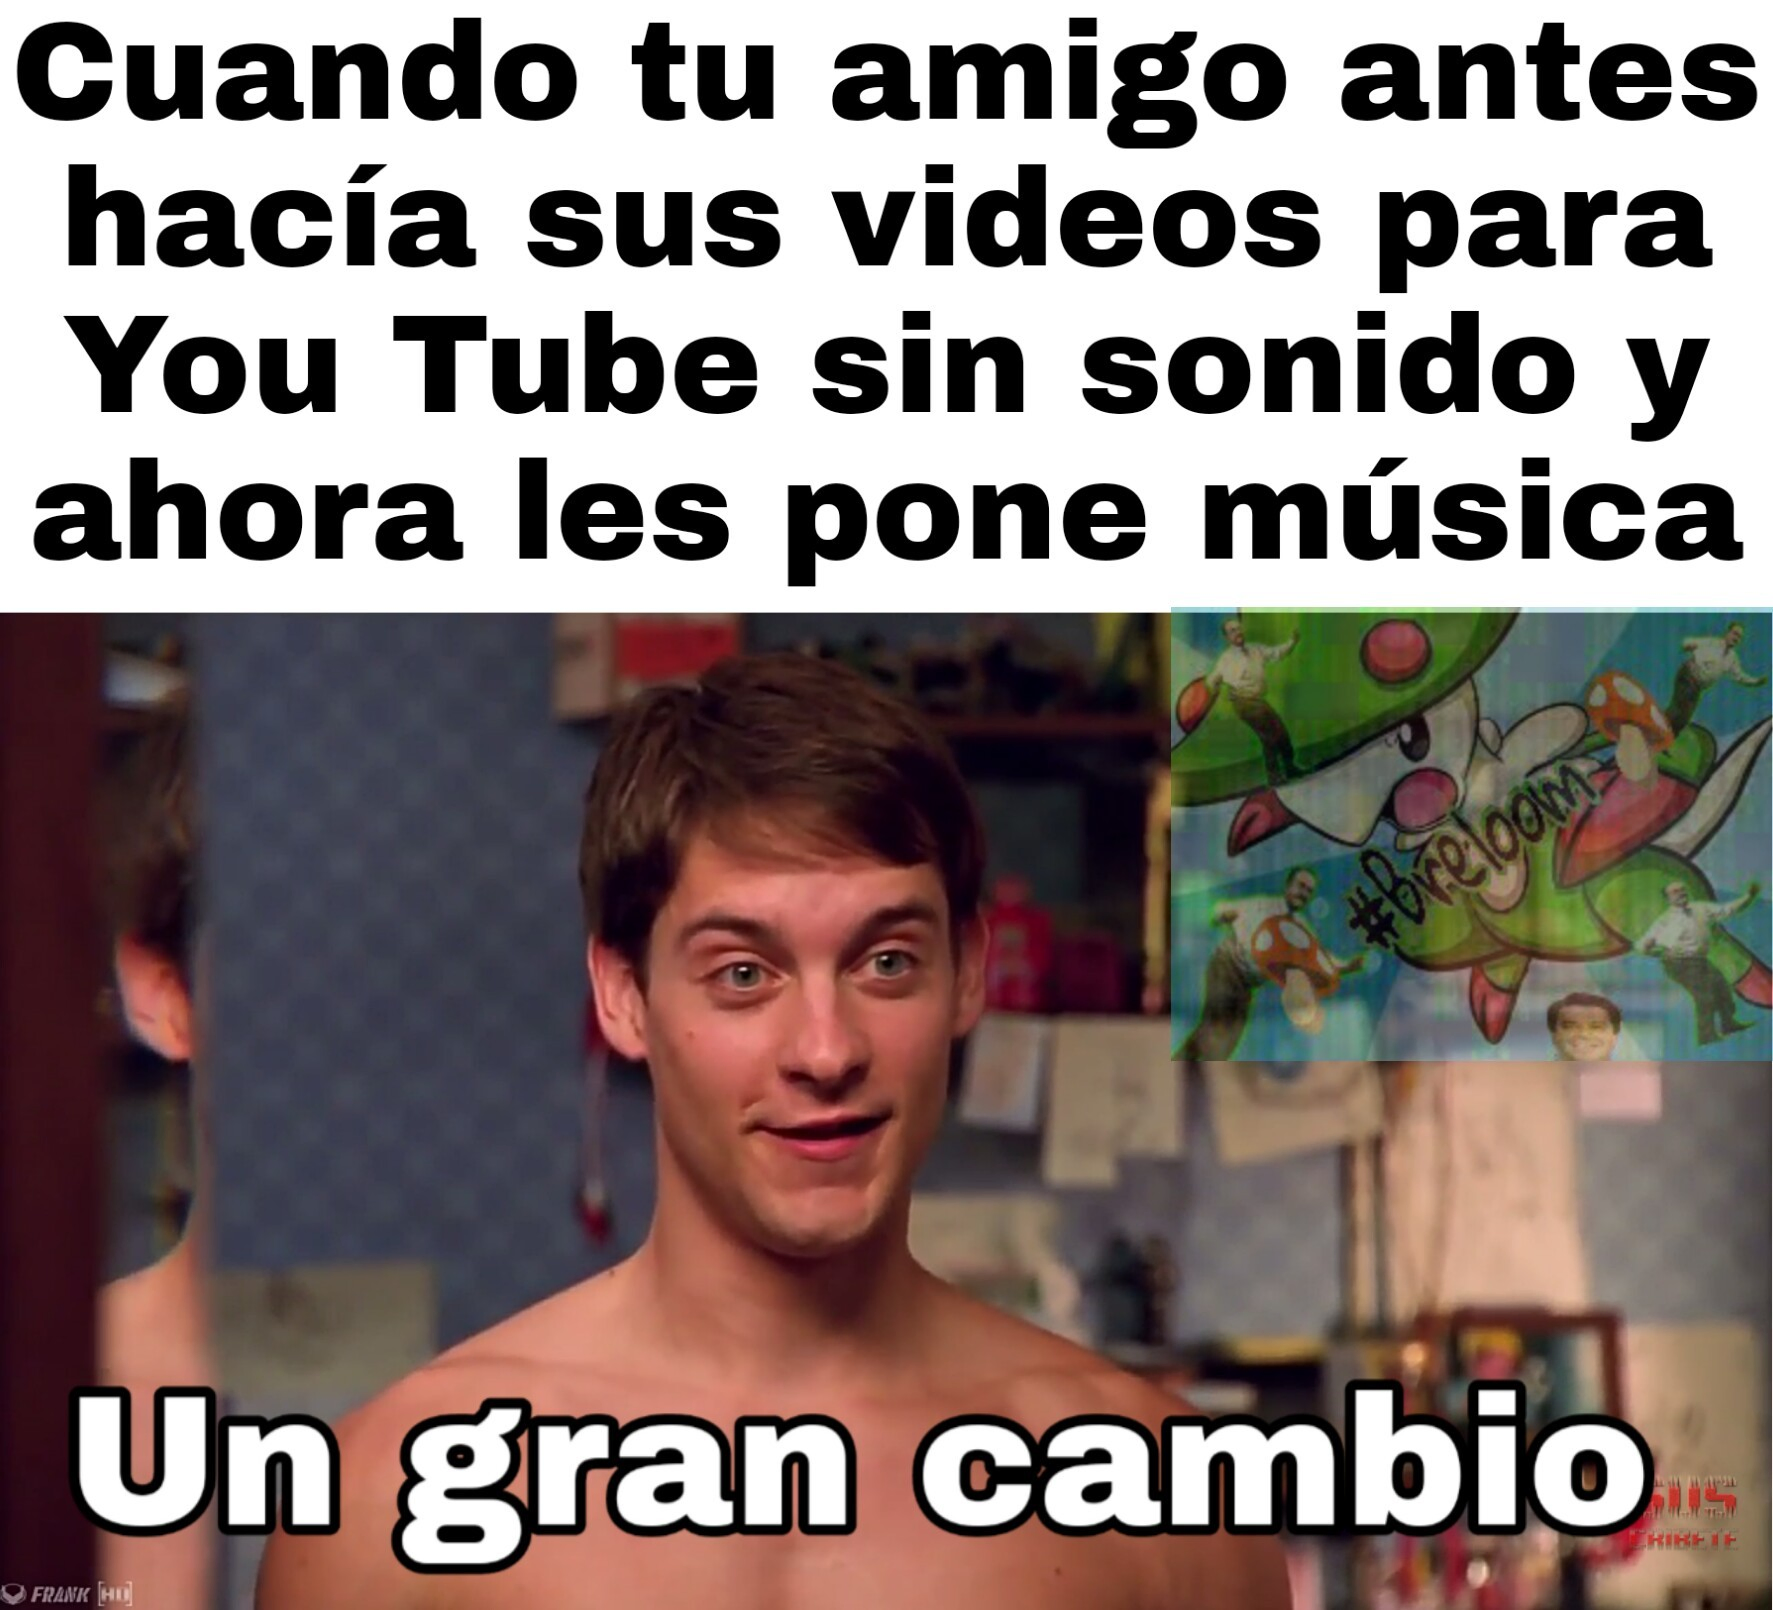 Cuando tu amigo antes
hacía sus videos para
You Tube sin sonido y
ahora les pone música
#Breloom
Un gran cambio
FRANK [HD]